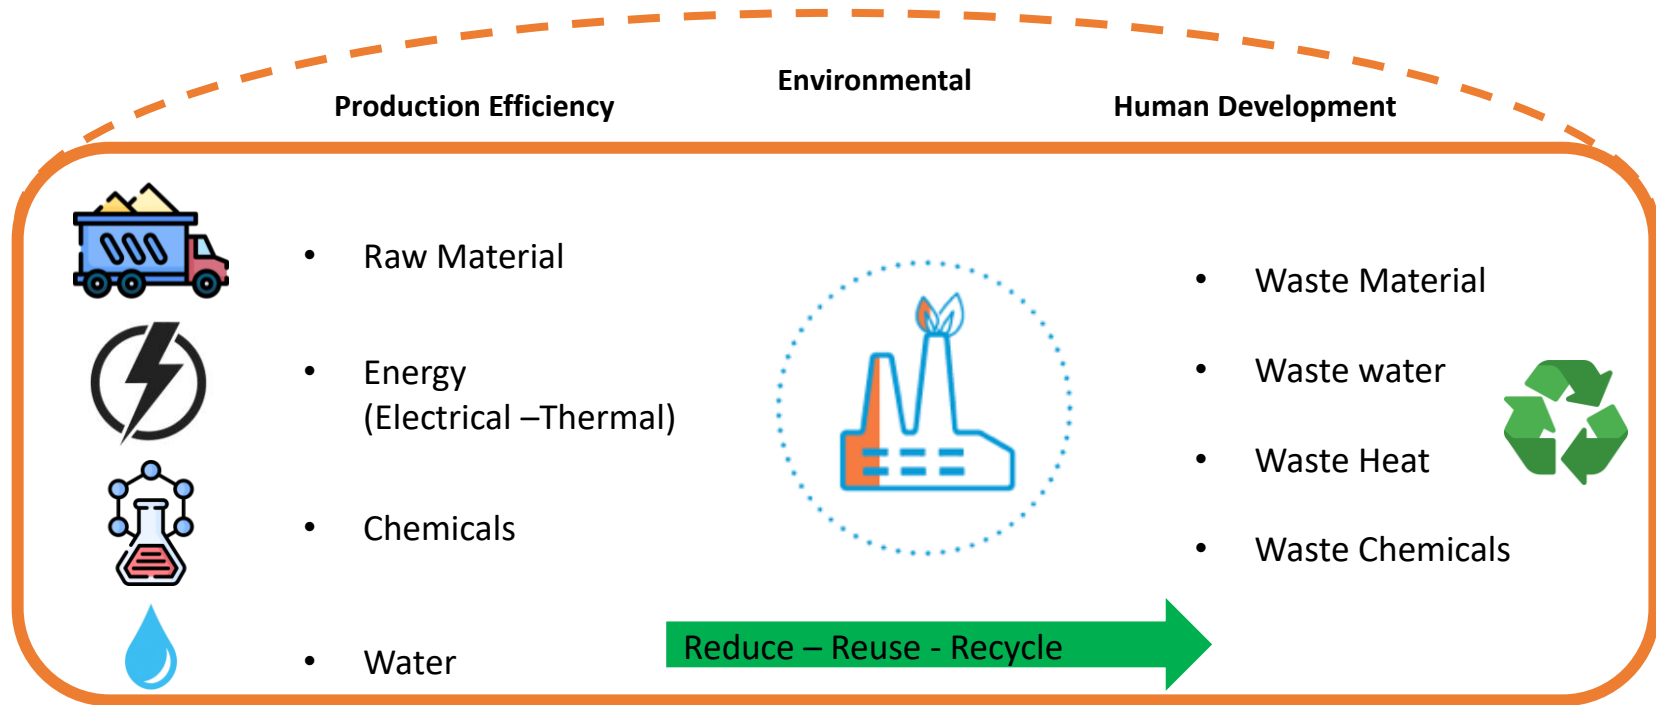 Environmental
Production Efficiency
Human Development
• Raw Material
• Energy
(Electrical –Thermal)
• Chemicals
• Water
Reduce – Reuse - Recycle
• Waste Material
• Waste water
• Waste Heat
• Waste Chemicals